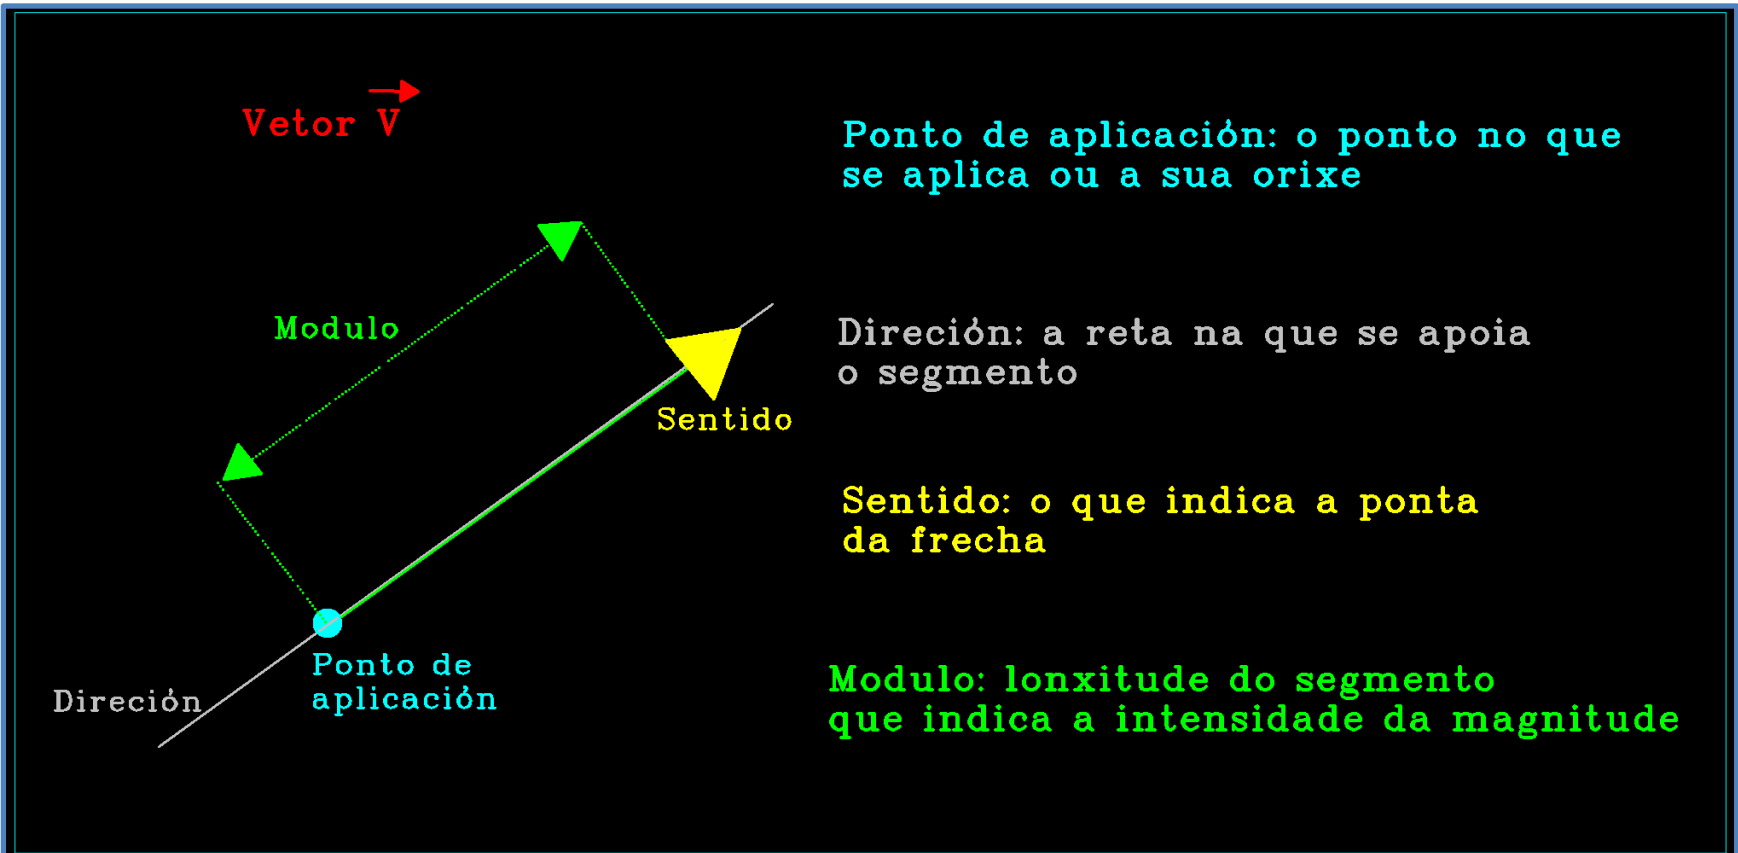 Vetor V
Modulo
Sentido
Ponto de
aplicación
Direción
Ponto de aplicación: o ponto no que
se aplica ou a sua orixe
Direción: a reta na que se apoia
o segmento
Sentido: o que indica a ponta
da frecha
Modulo: lonxitude do segmento
que indica a intensidade da magnitude